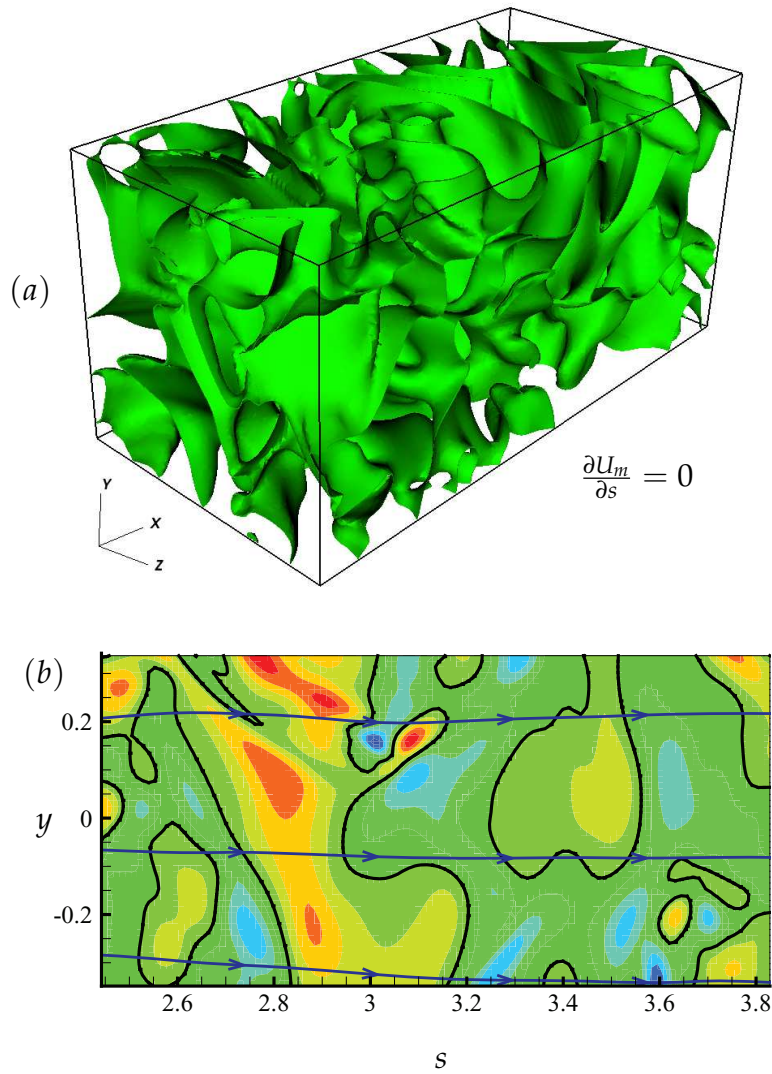 (a)
∂U_m/∂s = 0
Y
X
Z
(b)
0.2
y
0
-0.2
2.6 2.8 3 3.2 3.4 3.6 3.8
s